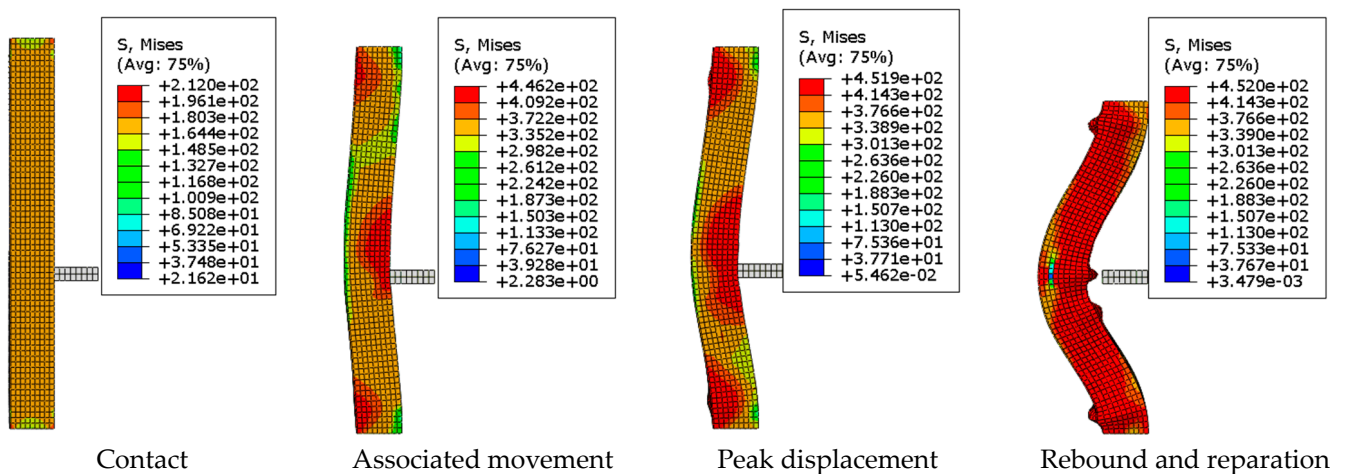 S, Mises
(Avg: 75%)
+2.120e+02
+1.961e+02
+1.803e+02
+1.644e+02
+1.485e+02
+1.327e+02
+1.168e+02
+1.009e+02
+8.508e+01
+6.922e+01
+5.335e+01
+3.748e+01
+2.162e+01
Contact
S, Mises
(Avg: 75%)
+4.462e+02
+4.092e+02
+3.722e+02
+3.352e+02
+2.982e+02
+2.612e+02
+2.242e+02
+1.873e+02
+1.503e+02
+1.133e+02
+7.627e+01
+3.928e+01
+2.283e+00
Associated movement
S, Mises
(Avg: 75%)
+4.519e+02
+4.143e+02
+3.766e+02
+3.389e+02
+3.013e+02
+2.636e+02
+2.260e+02
+1.883e+02
+1.507e+02
+1.130e+02
+7.536e+01
+3.771e+01
+5.462e-02
Peak displacement
S, Mises
(Avg: 75%)
+4.520e+02
+4.143e+02
+3.766e+02
+3.390e+02
+3.013e+02
+2.636e+02
+2.260e+02
+1.883e+02
+1.507e+02
+1.130e+02
+7.533e+01
+3.767e+01
+3.479e-03
Rebound and reparation